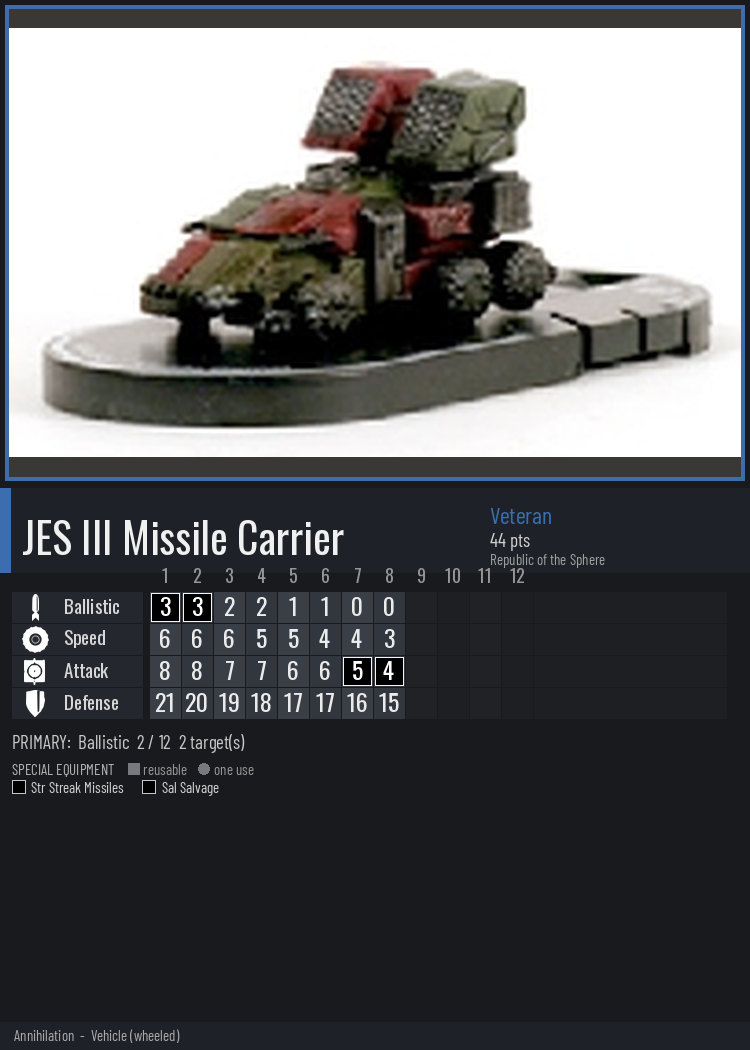 JES III Missile Carrier
Veteran
44 pts
Republic of the Sphere
1 2 3 4 5 6 7 8 9 10 11 12
Ballistic 3 3 2 2 1 1 0 0
Speed 6 6 6 5 5 4 4 3
Attack 8 8 7 7 6 6 5 4
Defense 21 20 19 18 17 17 16 15
PRIMARY: Ballistic 2 / 12 2 target(s)
SPECIAL EQUIPMENT reusable one use
Str Streak Missiles Sal Salvage
Annihilation - Vehicle (wheeled)